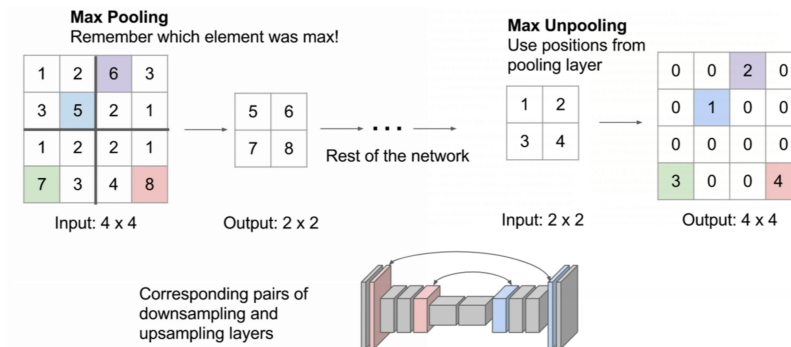 Max Pooling
Remember which element was max!
1 2 6 3
3 5 2 1
1 2 2 1
7 3 4 8
Input: 4 x 4
5 6
7 8
Output: 2 x 2
...
Rest of the network
Max Unpooling
Use positions from
pooling layer
1 2
3 4
Input: 2 x 2
0 0 2 0
0 1 0 0
0 0 0 0
3 0 0 4
Output: 4 x 4
Corresponding pairs of
downsampling and
upsampling layers